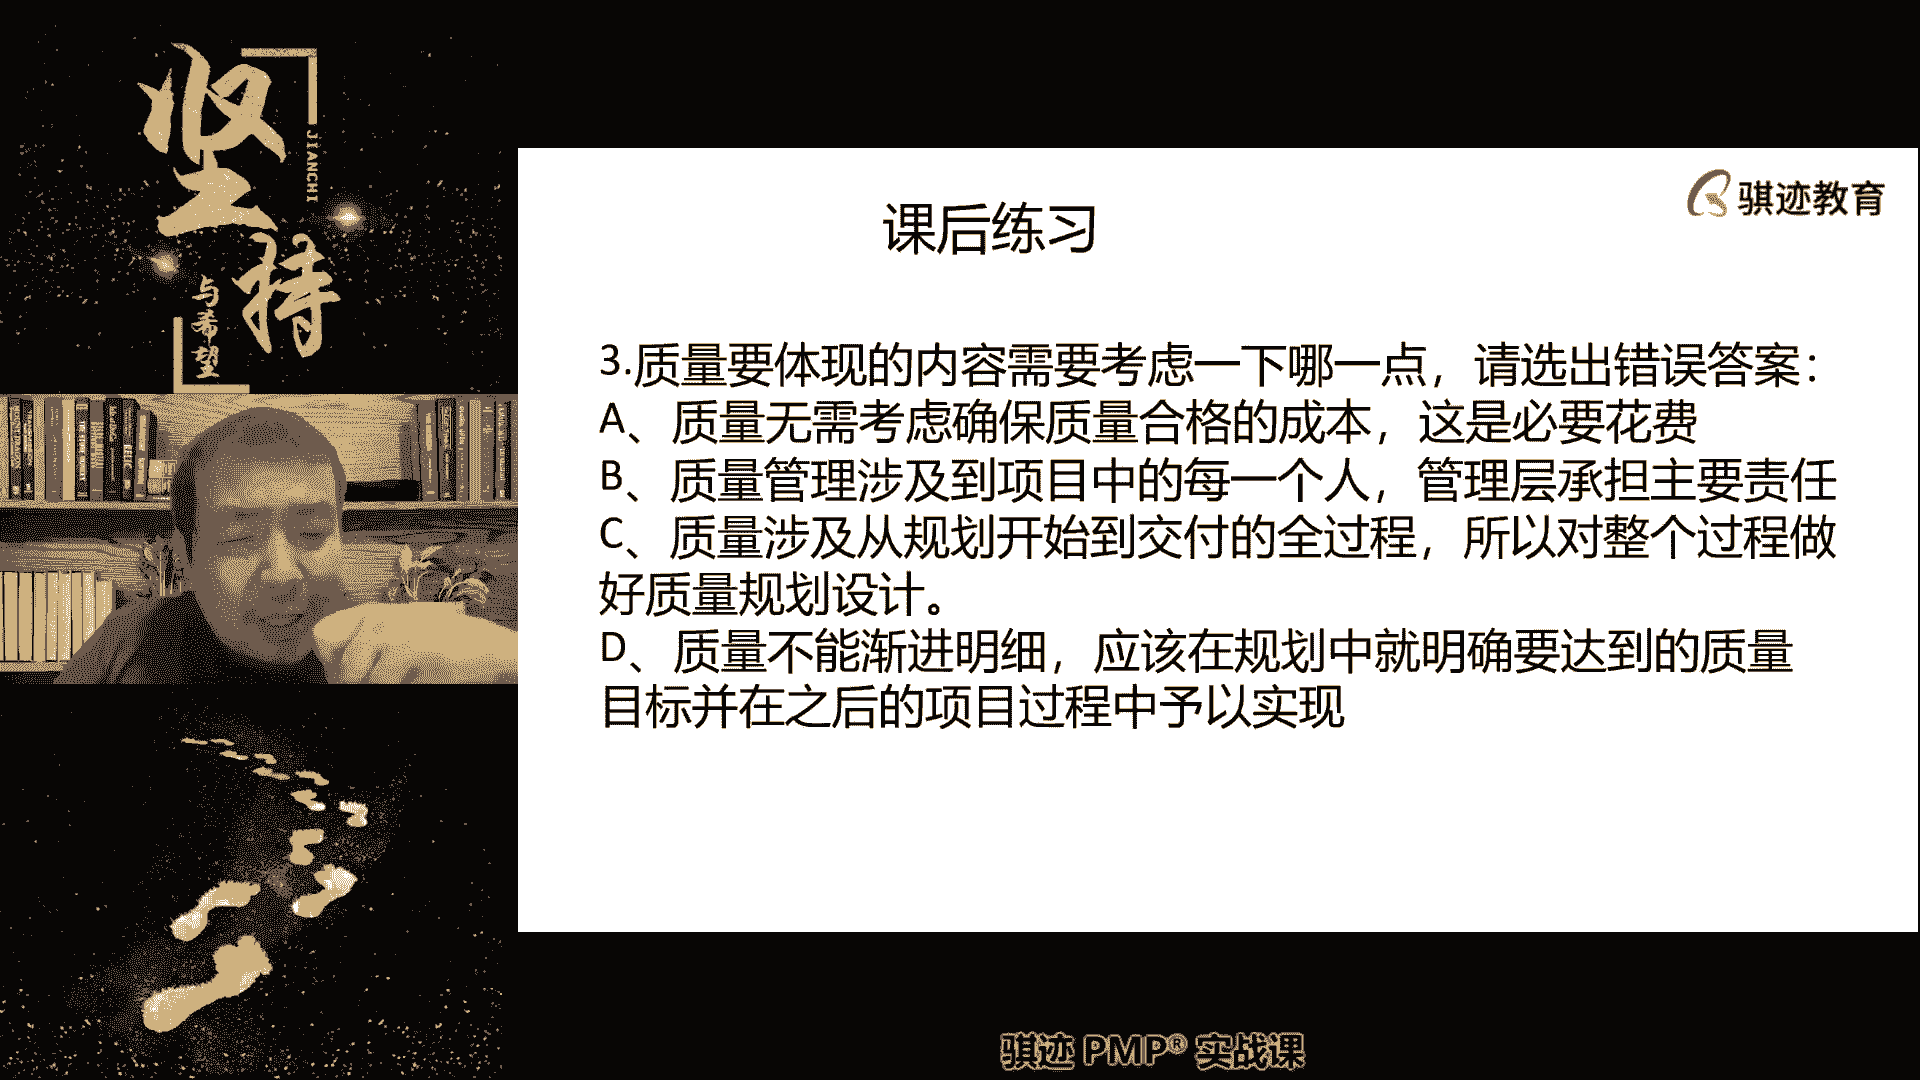 坚
持
JIANCHI
与希望
骐迹教育
课后练习
3.质量要体现的内容需要考虑一下哪一点，请选出错误答案：
A、质量无需考虑确保质量合格的成本，这是必要花费
B、质量管理涉及到项目中的每一个人，管理层承担主要责任
C、质量涉及从规划开始到交付的全过程，所以对整个过程做
好质量规划设计。
D、质量不能渐进明细，应该在规划中就明确要达到的质量
目标并在之后的项目过程中予以实现
骐迹 PMP® 实战课